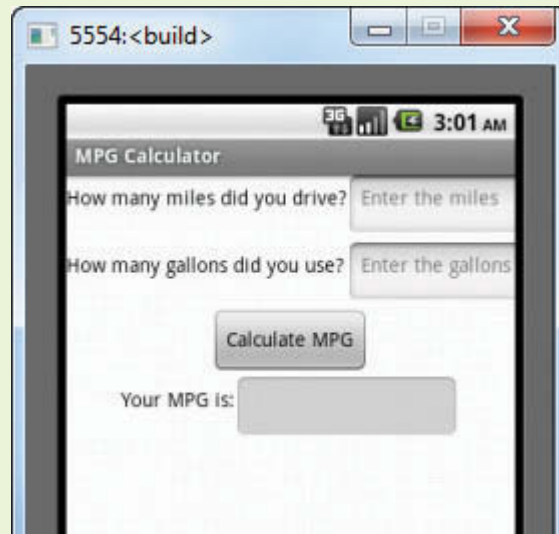 5554:<build>
3G
3:01 AM
MPG Calculator
How many miles did you drive? Enter the miles
How many gallons did you use? Enter the gallons
Calculate MPG
Your MPG is: